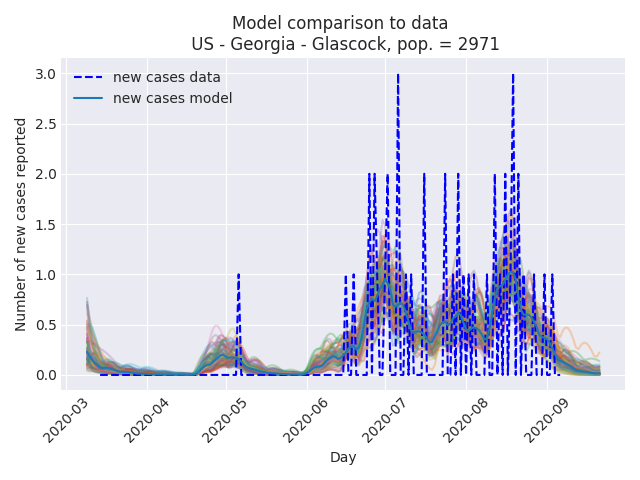 Model comparison to data
US - Georgia - Glascock, pop. = 2971
new cases data
new cases model
Number of new cases reported
3.0
2.5
2.0
1.5
1.0
0.5
0.0
2020-03
2020-04
2020-05
2020-06
2020-07
2020-08
2020-09
Day